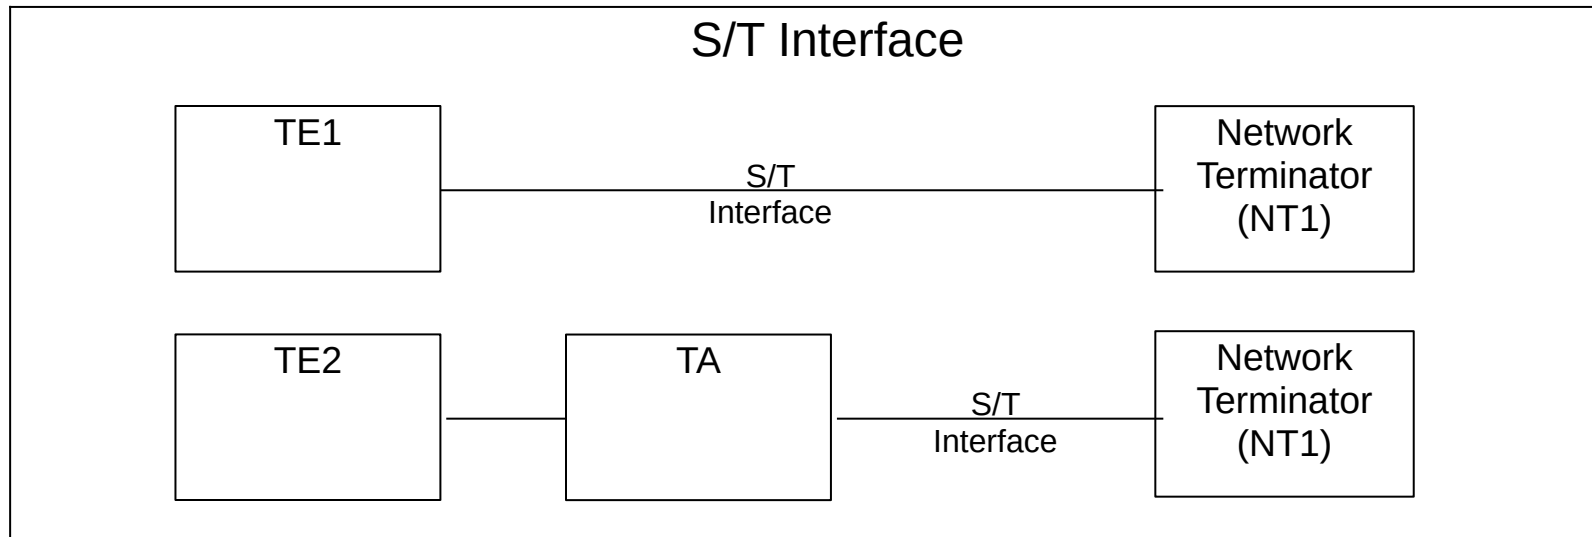 S/T Interface
TE1
S/T
Interface
Network
Terminator
(NT1)
TE2
TA
S/T
Interface
Network
Terminator
(NT1)